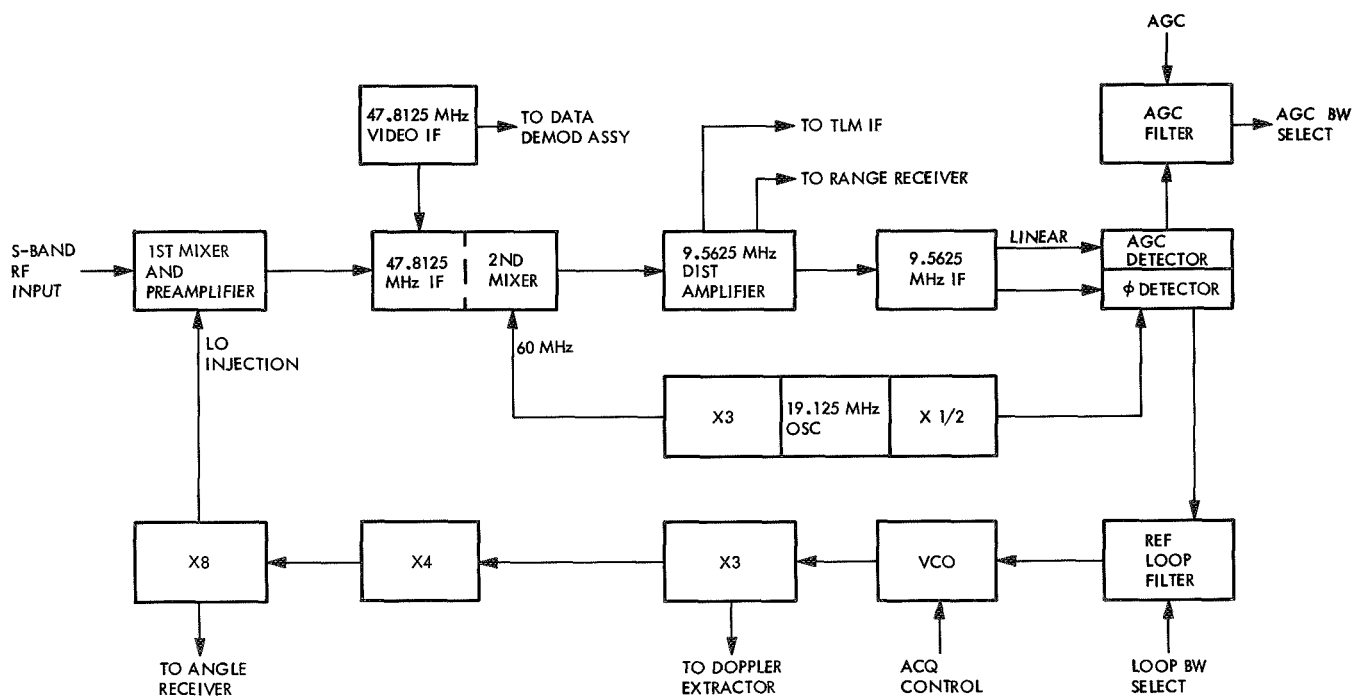 AGC
47.8125 MHz
VIDEO IF
TO DATA
DEMOD ASSY
TO TLM IF
AGC
FILTER
AGC BW
SELECT
TO RANGE RECEIVER
S-BAND
RF
INPUT
1ST MIXER
AND
PREAMPLIFIER
47.8125
MHz IF
2ND
MIXER
9.5625 MHz
DIST
AMPLIFIER
9.5625
MHz IF
LINEAR
AGC
DETECTOR
ϕ DETECTOR
LO
INJECTION
60 MHz
X3
19.125 MHz
OSC
X 1/2
X8
X4
X3
VCO
REF
LOOP
FILTER
TO ANGLE
RECEIVER
TO DOPPLER
EXTRACTOR
ACQ
CONTROL
LOOP BW
SELECT